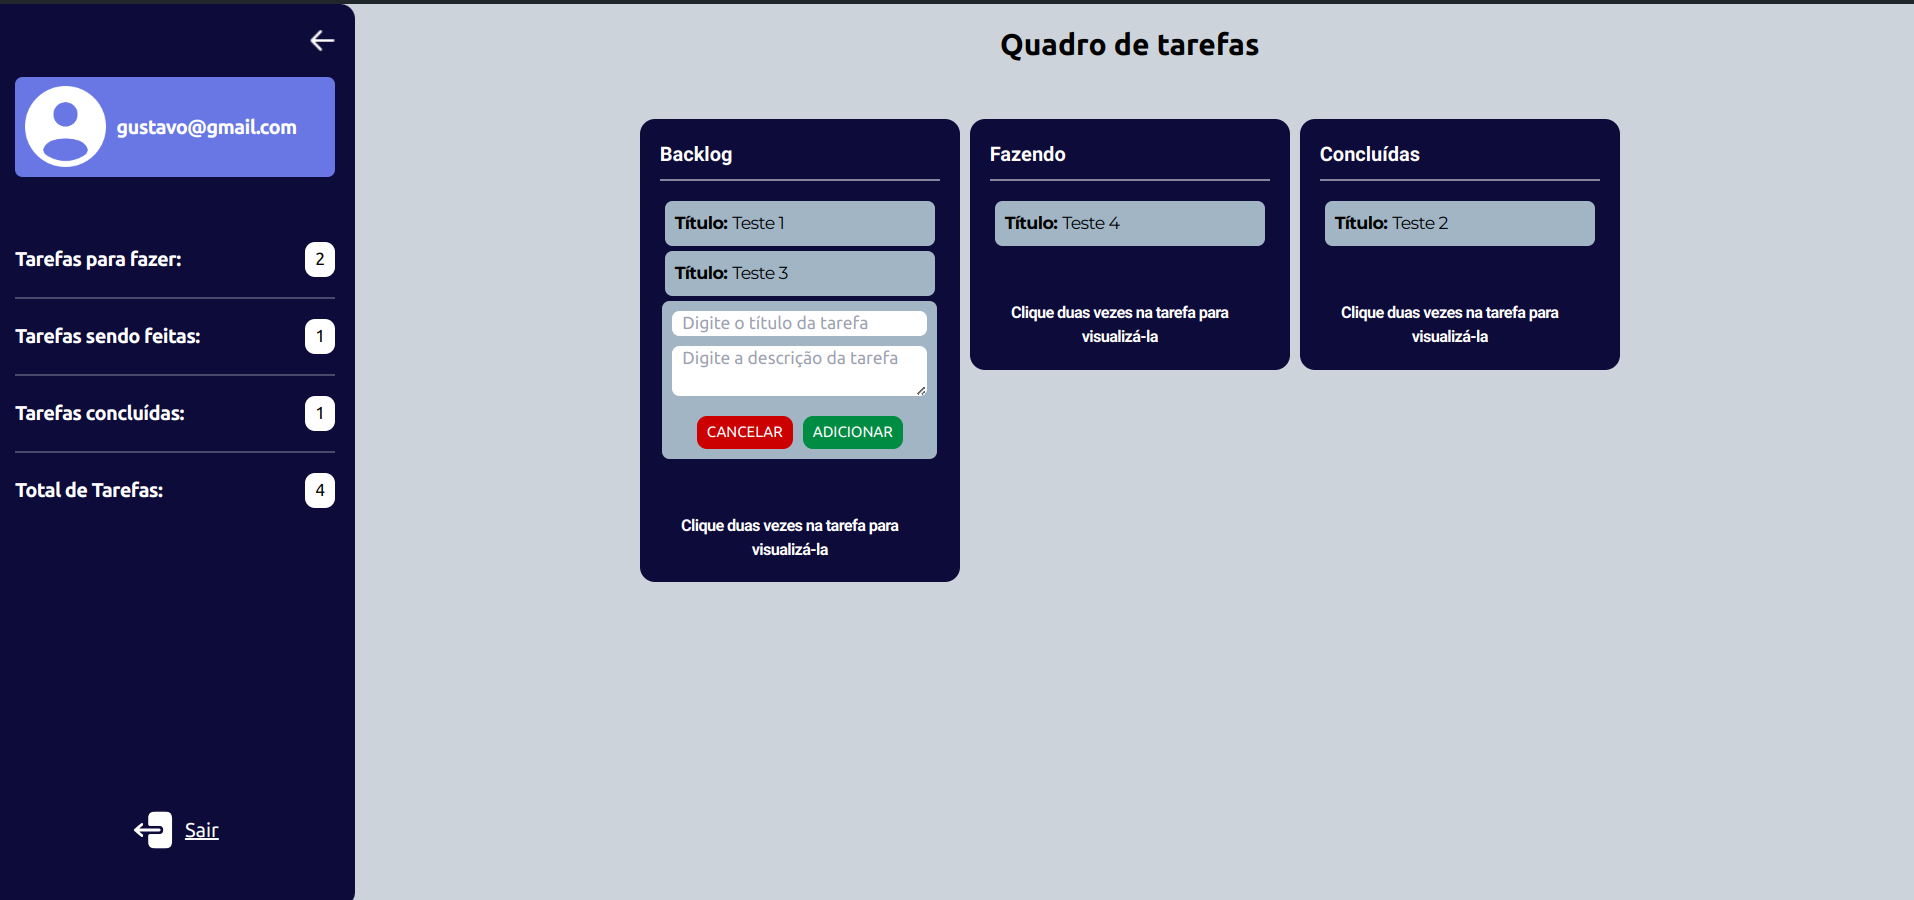 gustavo@gmail.com
Tarefas para fazer: 2
Tarefas sendo feitas: 1
Tarefas concluídas: 1
Total de Tarefas: 4
Sair
Quadro de tarefas
Backlog
Título: Teste 1
Título: Teste 3
Digite o título da tarefa
Digite a descrição da tarefa
CANCELAR ADICIONAR
Clique duas vezes na tarefa para
visualizá-la
Fazendo
Título: Teste 4
Clique duas vezes na tarefa para
visualizá-la
Concluídas
Título: Teste 2
Clique duas vezes na tarefa para
visualizá-la